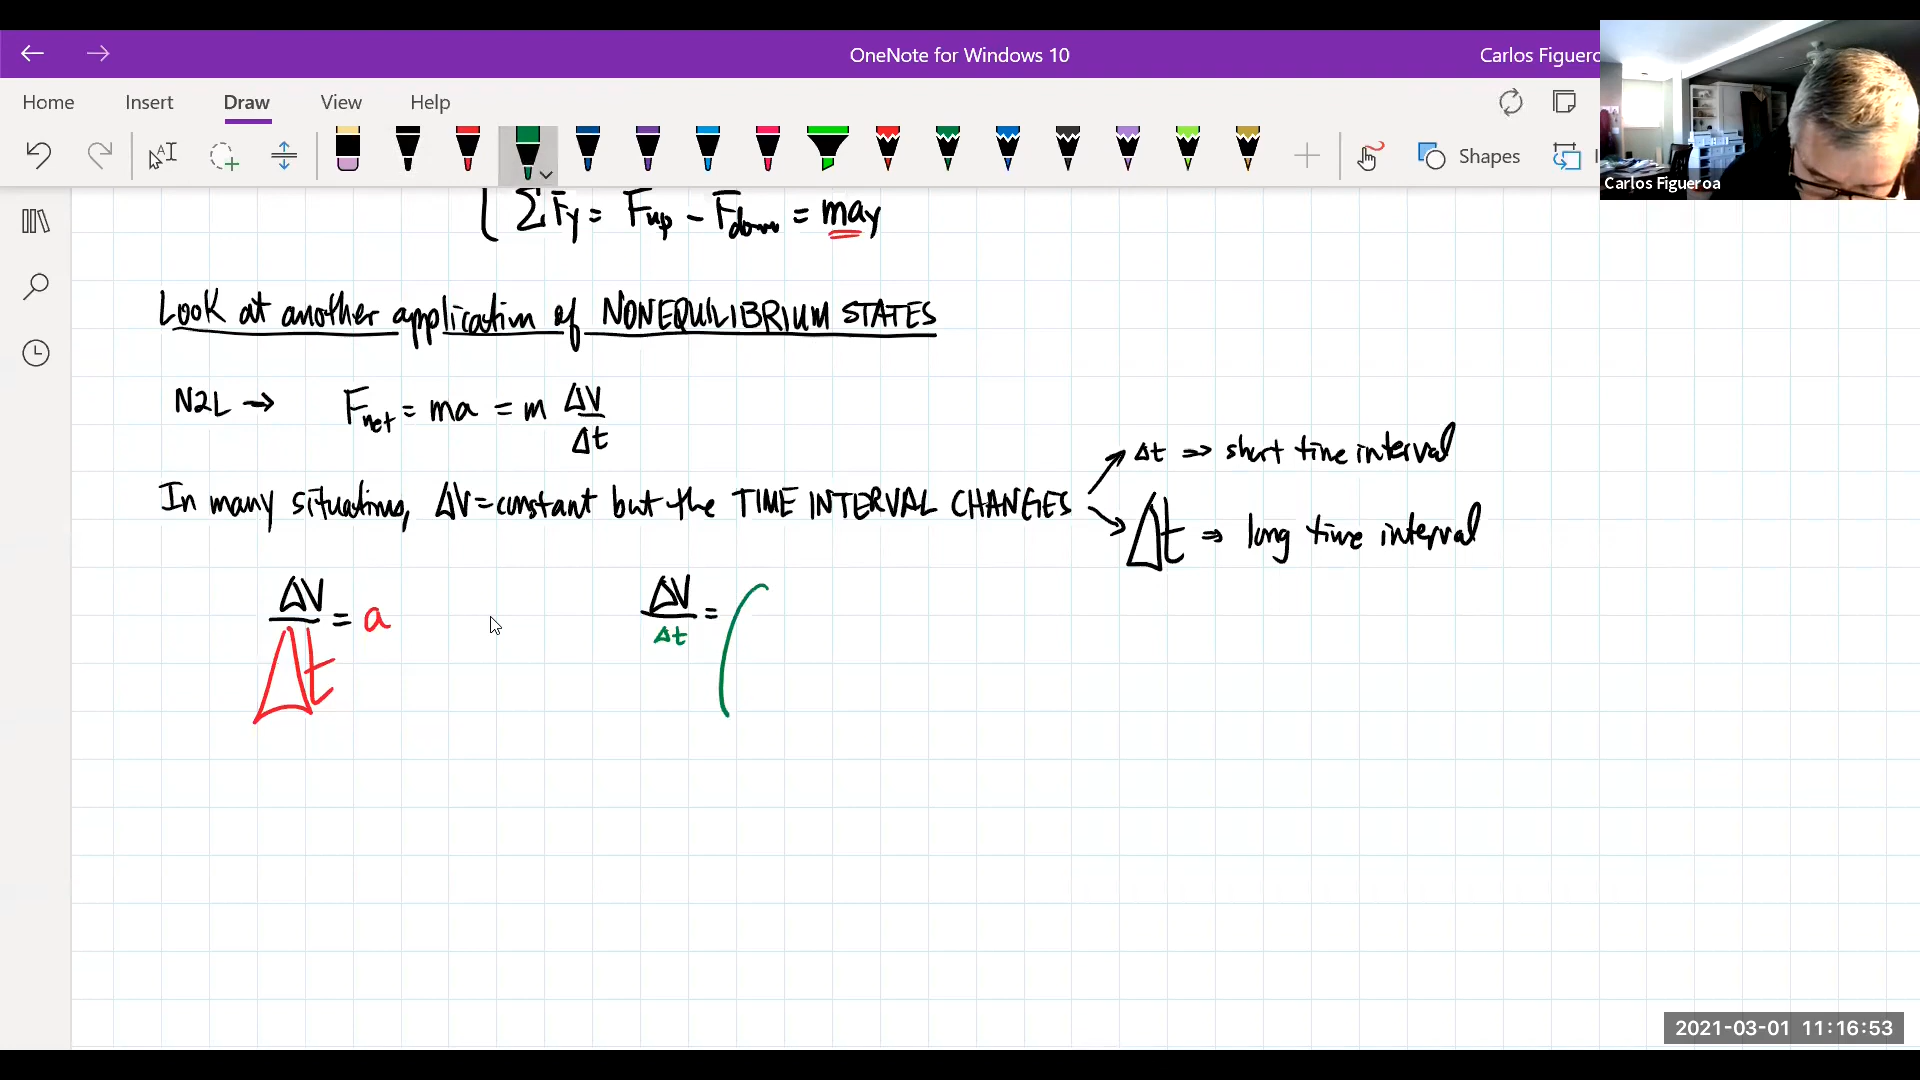 OneNote for Windows 10
Carlos Figuero
Home Insert Draw View Help
Shapes
Carlos Figueroa
ΣFy = Fup - Fdown = may
Look at another application of NONEQUILIBRIUM STATES
N2L → Fnet = ma = m ΔV/Δt
Δt ⇒ short time interval
In many situations, ΔV = constant but the TIME INTERVAL CHANGES
Δt ⇒ long time interval
ΔV/Δt = a
ΔV/Δt =
2021-03-01 11:16:53